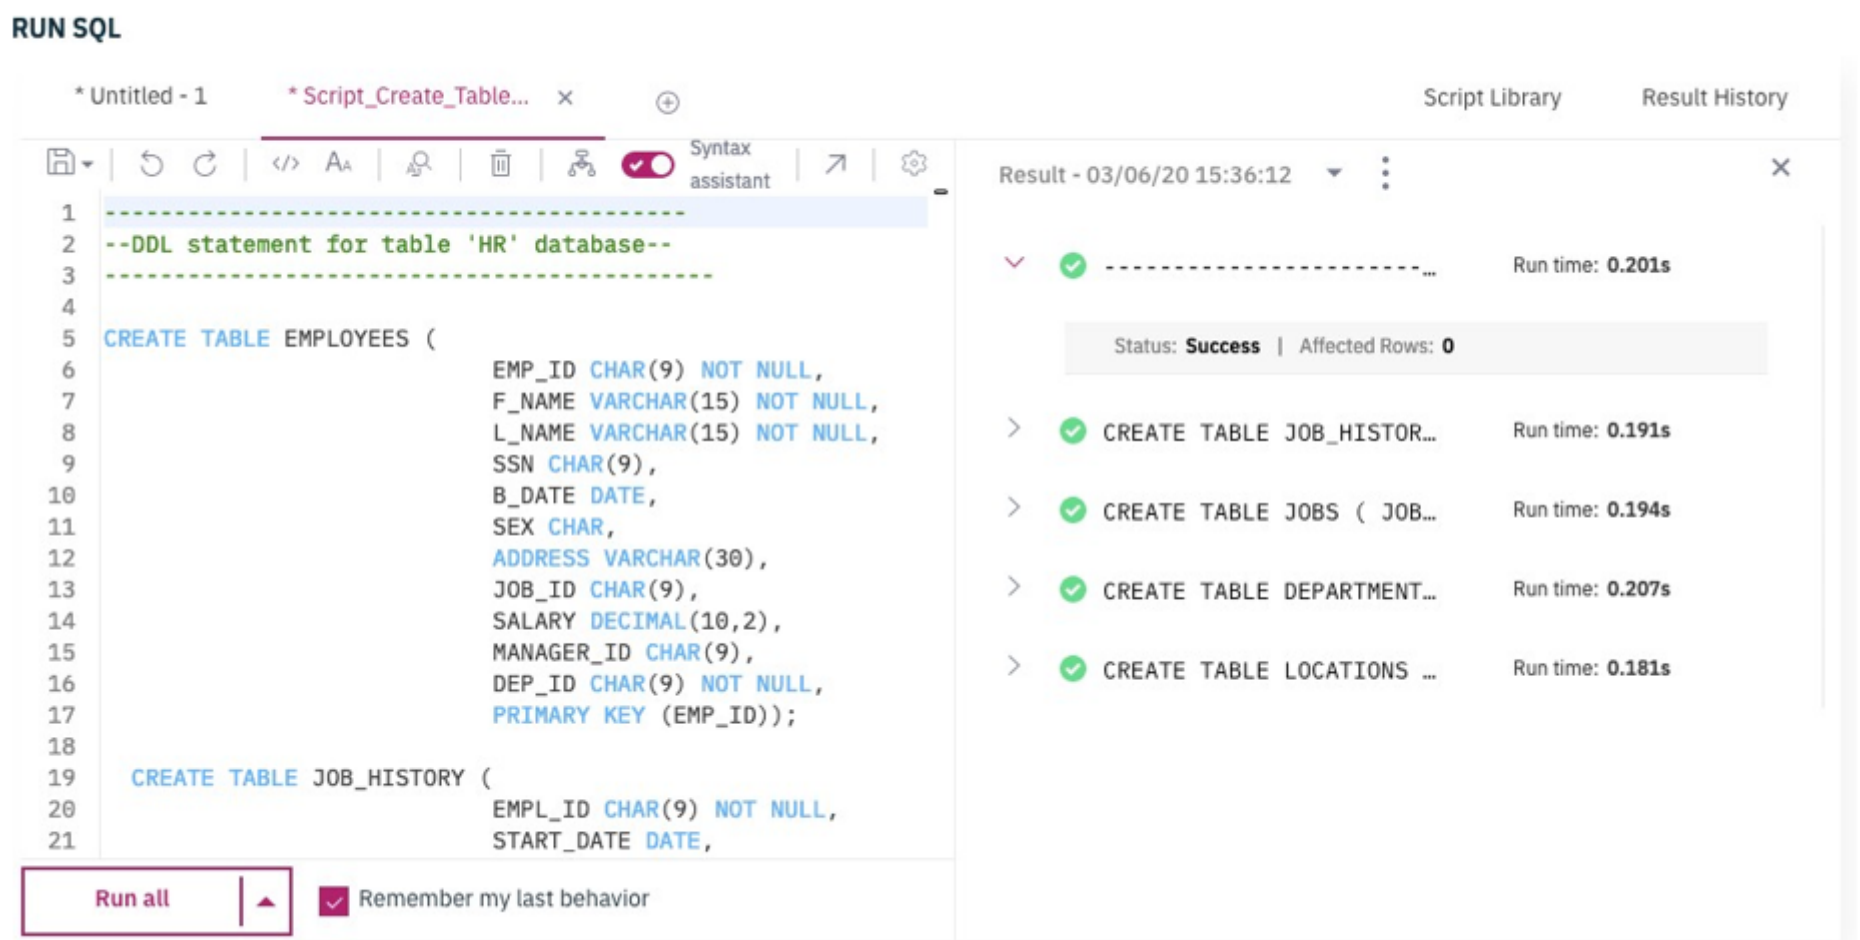 RUN SQL
* Untitled - 1
* Script_Create_Table...
Script Library
Result History
Syntax assistant
Result - 03/06/20 15:36:12
1 ------------------------------------------
2 --DDL statement for table 'HR' database--
3 --------------------------------------------
4
5 CREATE TABLE EMPLOYEES (
6 EMP_ID CHAR(9) NOT NULL,
7 F_NAME VARCHAR(15) NOT NULL,
8 L_NAME VARCHAR(15) NOT NULL,
9 SSN CHAR(9),
10 B_DATE DATE,
11 SEX CHAR,
12 ADDRESS VARCHAR(30),
13 JOB_ID CHAR(9),
14 SALARY DECIMAL(10,2),
15 MANAGER_ID CHAR(9),
16 DEP_ID CHAR(9) NOT NULL,
17 PRIMARY KEY (EMP_ID));
18
19 CREATE TABLE JOB_HISTORY (
20 EMPL_ID CHAR(9) NOT NULL,
21 START_DATE DATE,
Run all
Remember my last behavior
-----------------------... Run time: 0.201s
Status: Success | Affected Rows: 0
CREATE TABLE JOB_HISTOR... Run time: 0.191s
CREATE TABLE JOBS ( JOB... Run time: 0.194s
CREATE TABLE DEPARTMENT... Run time: 0.207s
CREATE TABLE LOCATIONS ... Run time: 0.181s